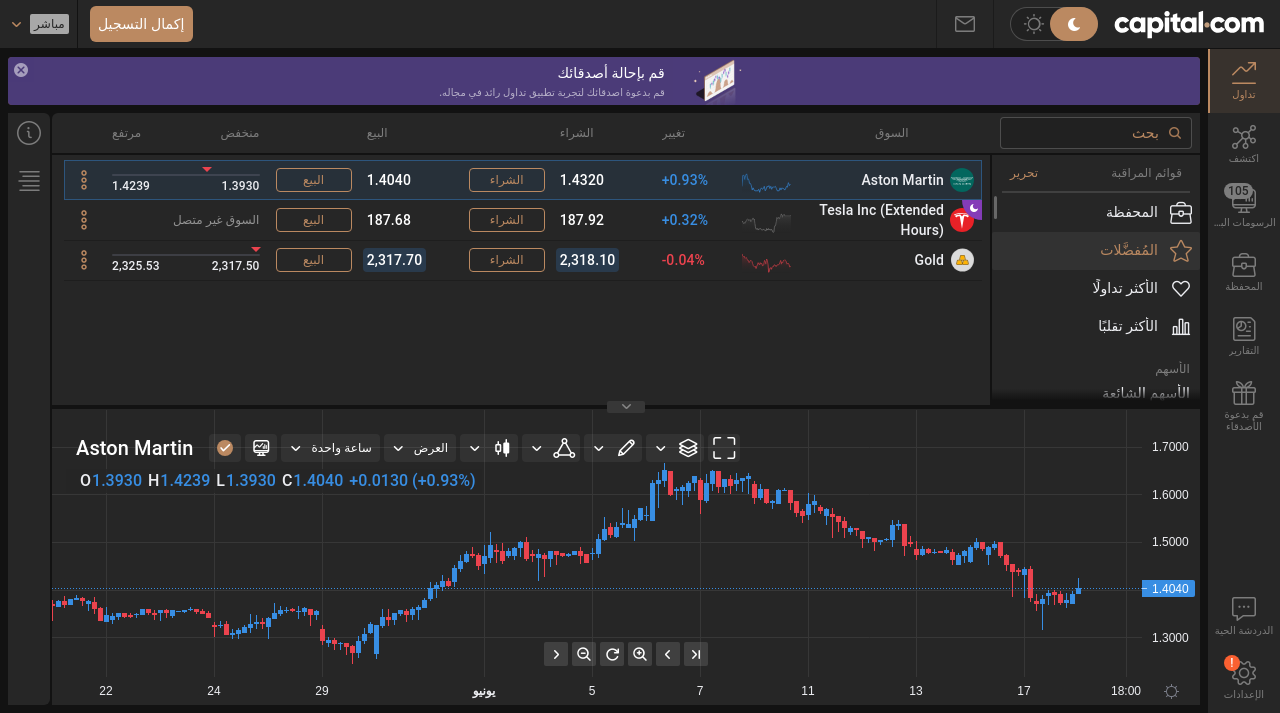 capital.com
إكمال التسجيل
مباشر
قم بإحالة أصدقائك
قم بدعوة اصدقائك لتجربة تطبيق تداول رائد في مجاله.
تداول
اكتشف
105
الرسومات الب...
المحفظة
التقارير
قم بدعوة
الأصدقاء
الدردشة الحية
!
الإعدادات
بحث
قوائم المراقبة
تحرير
المحفظة
المُفضَّلات
الأكثر تداولًا
الأكثر تقلبًا
الأسهم
الأسهم الشائعة
السوق
تغيير
الشراء
البيع
منخفض
مرتفع
Aston Martin
+0.93%
1.4320
الشراء
1.4040
البيع
1.3930
1.4239
Tesla Inc (Extended
Hours)
+0.32%
187.92
الشراء
187.68
البيع
السوق غير متصل
Gold
-0.04%
2,318.10
الشراء
2,317.70
البيع
2,317.50
2,325.53
Aston Martin
ساعة واحدة
العرض
O1.3930 H1.4239 L1.3930 C1.4040 +0.0130 (+0.93%)
1.7000
1.6000
1.5000
1.4040
1.3000
22
24
29
يونيو
5
7
11
13
17
18:00